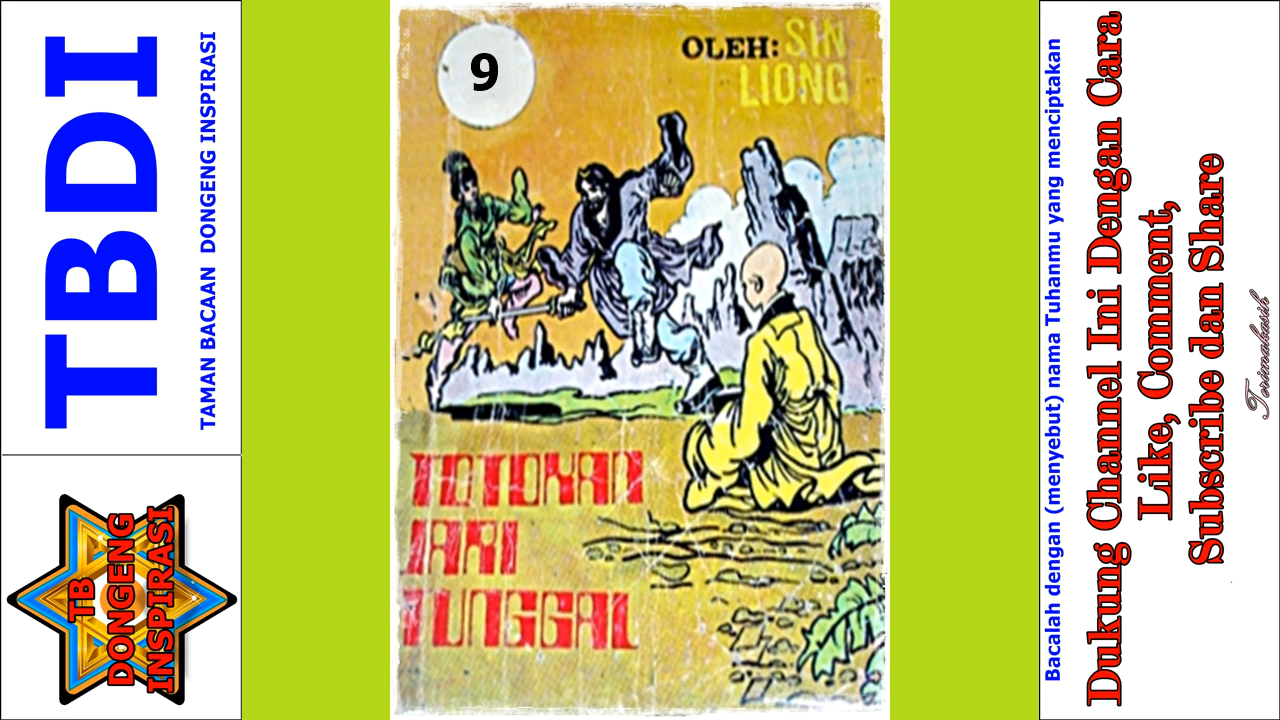 TBDI
TAMAN BACAAN DONGENG INSPIRASI
TB
DONGENG
INSPIRASI
9
OLEH: SIN
LIONG
TOTOKAN
JARI
TUNGGAL
Bacalah dengan (menyebut) nama Tuhanmu yang menciptakan
Dukung Channel Ini Dengan Cara
Like, Comment,
Subscribe dan Share
Terimakasih